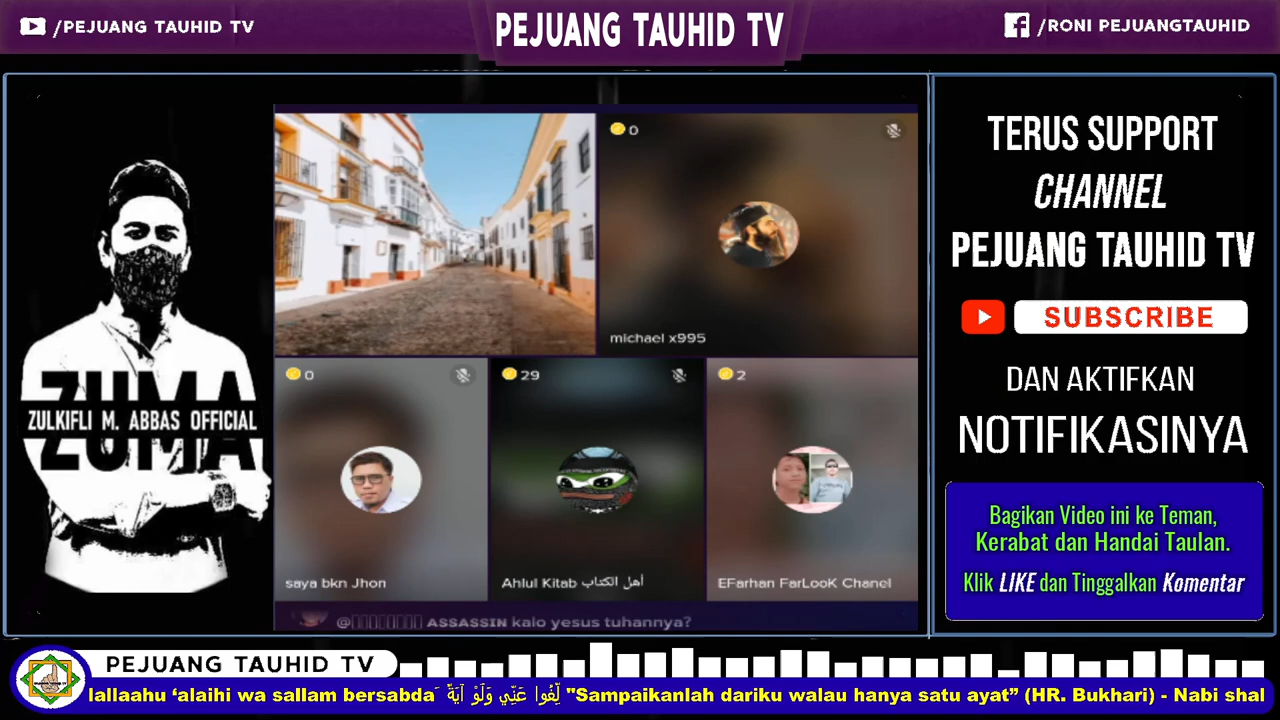 /PEJUANG TAUHID TV
PEJUANG TAUHID TV
/RONI PEJUANGTAUHID
ZUMA
ZULKIFLI M. ABBAS OFFICIAL
ZUMA
0
michael x995
0
saya bkn Jhon
29
Ahlul Kitab أهل الكتاب
2
EFarhan FarLooK Chanel
ASSASSIN kalo yesus tuhannya?
TERUS SUPPORT
CHANNEL
PEJUANG TAUHID TV
SUBSCRIBE
DAN AKTIFKAN
NOTIFIKASINYA
Bagikan Video ini ke Teman,
Kerabat dan Handai Taulan.
Klik LIKE dan Tinggalkan Komentar
PEJUANG TAUHID TV
lallaahu ‘alaihi wa sallam bersabda لِّغُوا عَنِّي وَلَوْ آيَةً "Sampaikanlah dariku walau hanya satu ayat” (HR. Bukhari) - Nabi shal